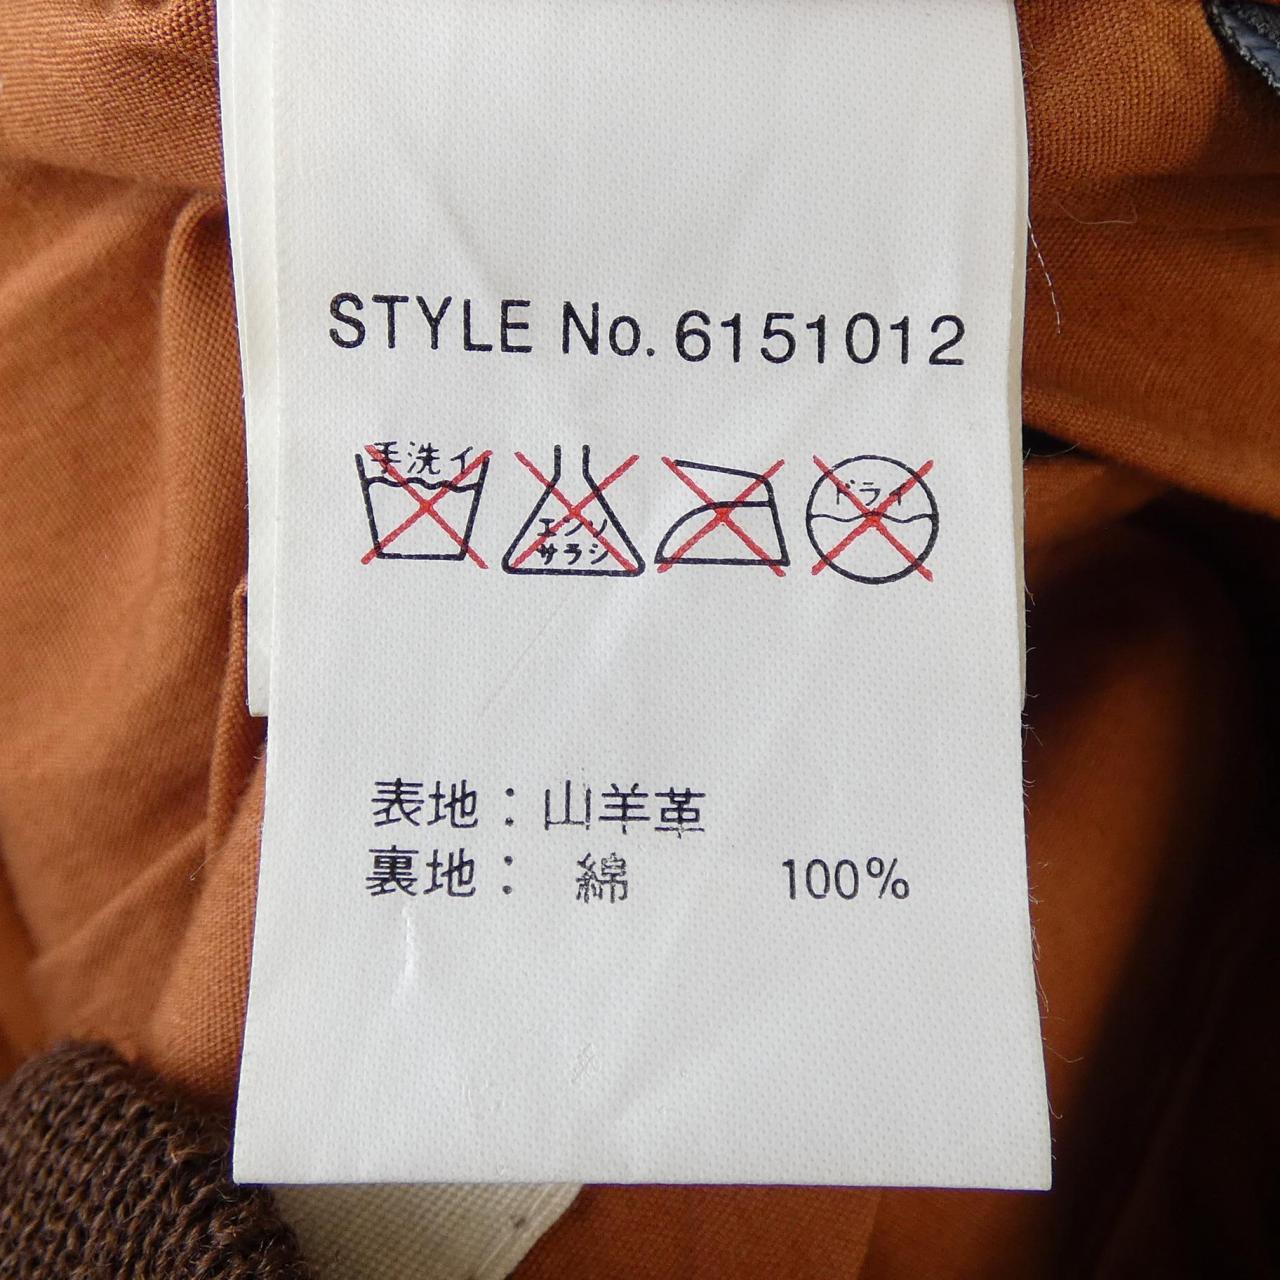 STYLE No. 6151012
手洗イ エンソ ドライ
サラシ
表地：山羊革
裏地： 綿 100%